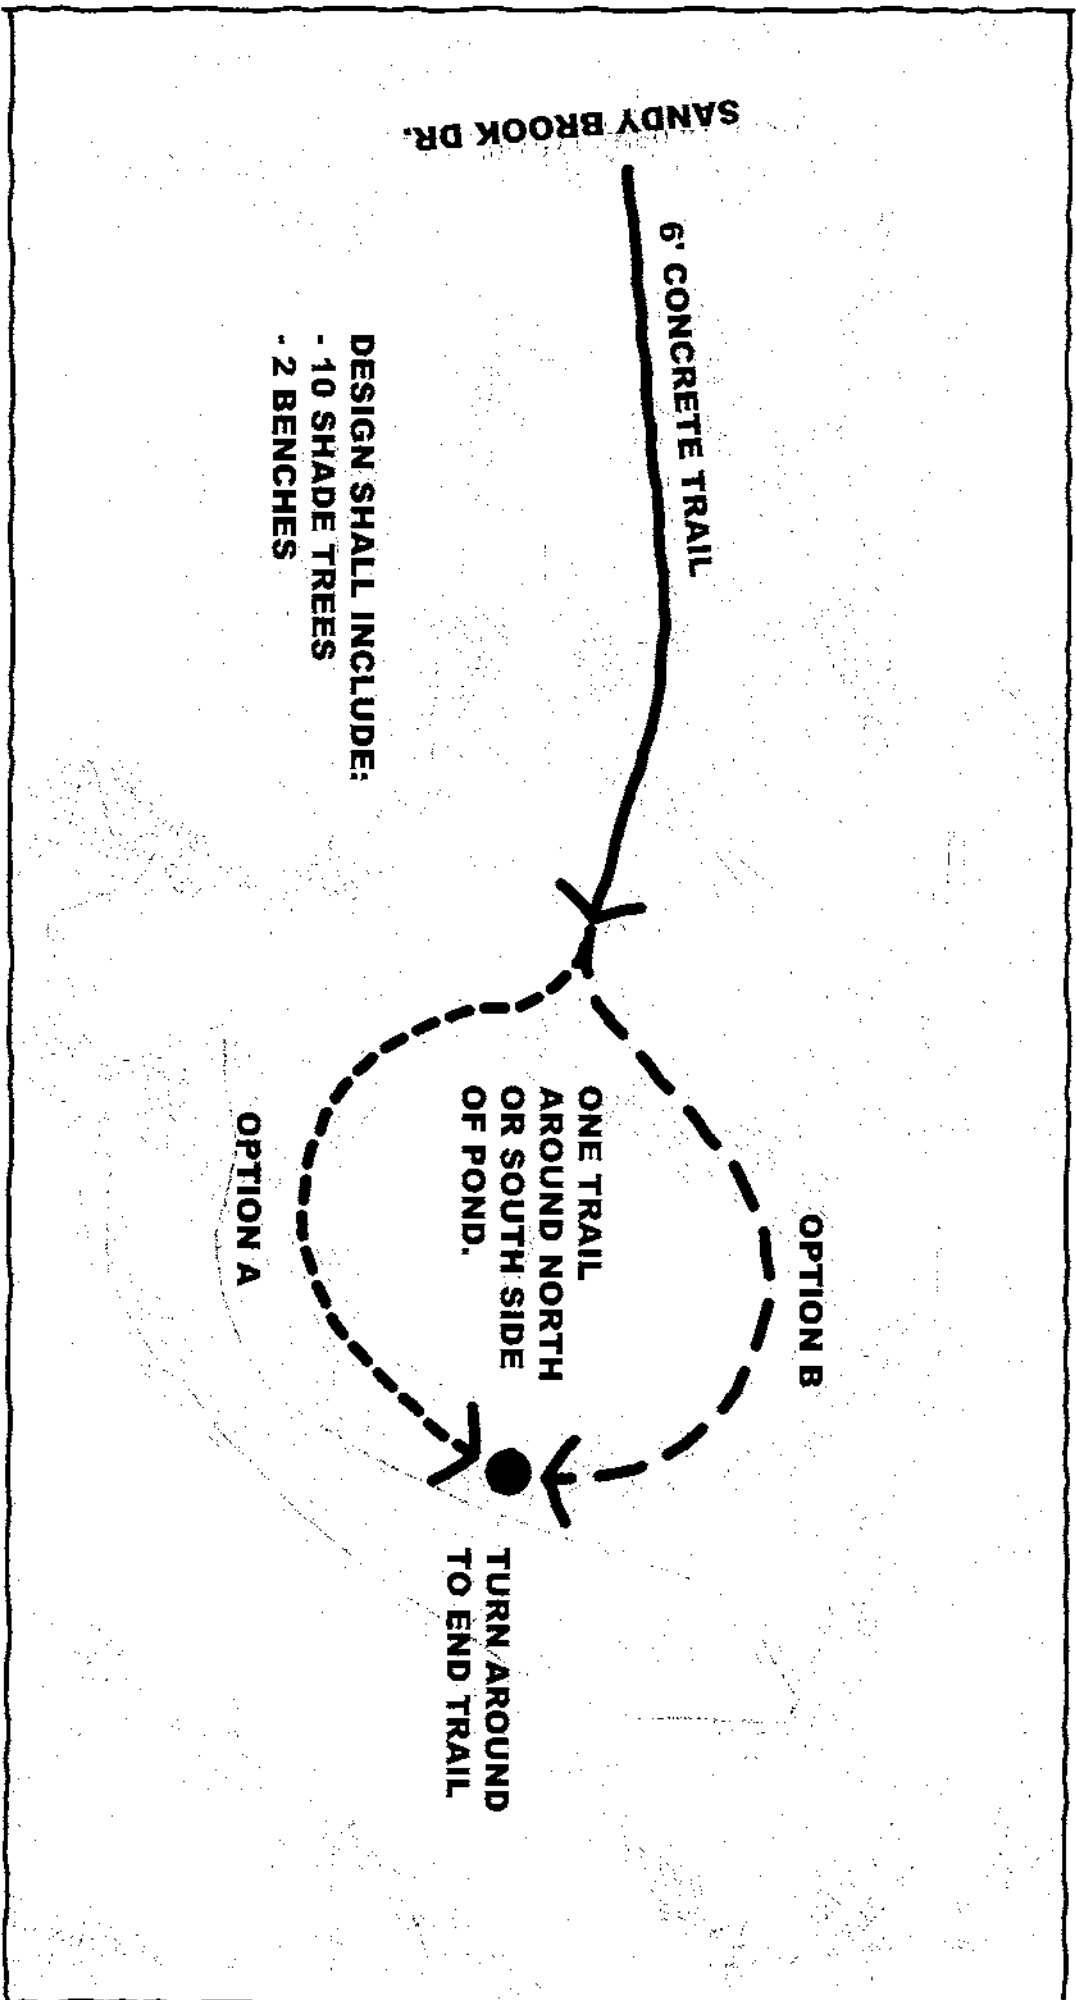 SANDY BROOK DR.
6' CONCRETE TRAIL
DESIGN SHALL INCLUDE:
- 10 SHADE TREES
- 2 BENCHES
OPTION B
ONE TRAIL
AROUND NORTH
OR SOUTH SIDE
OF POND.
OPTION A
TURN AROUND
TO END TRAIL